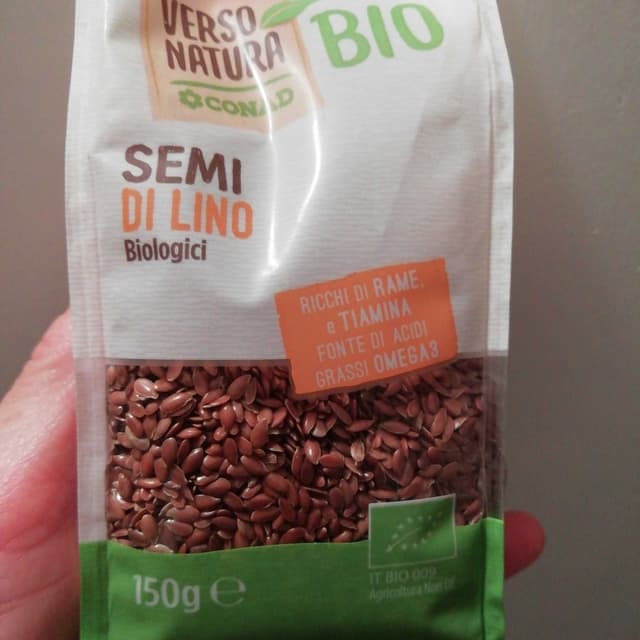 VERSO
NATURA
CONAD
BIO
SEMI
DI LINO
Biologici
RICCHI DI RAME,
e TIAMINA
FONTE DI ACIDI
GRASSI OMEGA3
150g ℮
IT BIO 009
Agricoltura Non UE